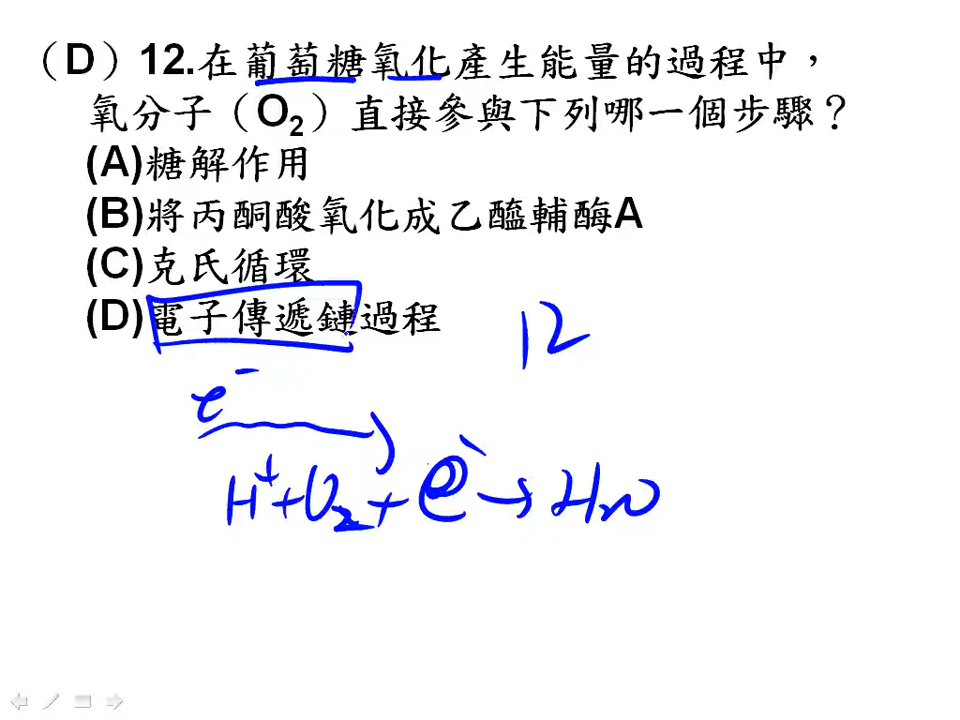 （D）12.在葡萄糖氧化產生能量的過程中，
氧分子（O₂）直接參與下列哪一個步驟？
(A)糖解作用
(B)將丙酮酸氧化成乙醯輔酶A
(C)克氏循環
(D)電子傳遞鏈過程
12
e⁻
H⁺+O₂+e⁻→H₂O